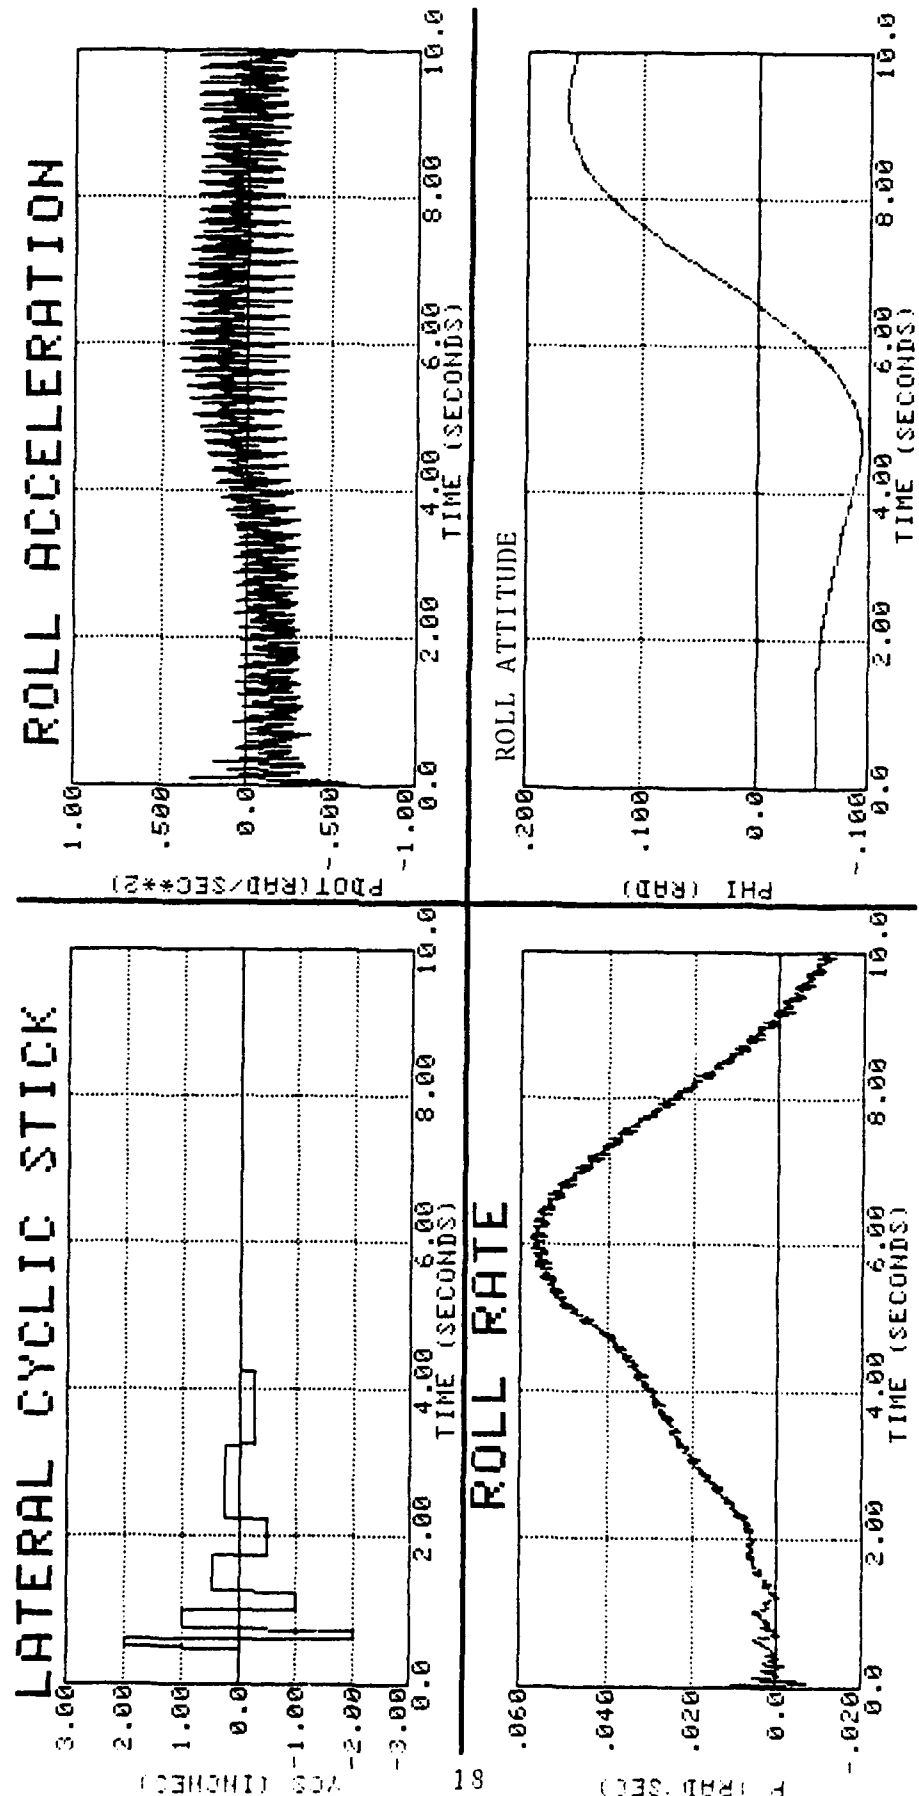 LATERAL CYCLIC STICK
3.00
2.00
1.00
0.0
-1.00
-2.00
-3.00
YCS (INCHES)
0.0 2.00 4.00 6.00 8.00 10.0
TIME (SECONDS)
ROLL ACCELERATION
1.00
.500
0.0
-.500
-1.00
PDOT(RAD/SEC**2)
0.0 2.00 4.00 6.00 8.00 10.0
TIME (SECONDS)
ROLL RATE
.060
.040
.020
0.0
-.020
P (RAD/SEC)
0.0 2.00 4.00 6.00 8.00 10.0
TIME (SECONDS)
ROLL ATTITUDE
.200
.100
0.0
-.100
PHI (RAD)
0.0 2.00 4.00 6.00 8.00 10.0
TIME (SECONDS)
18